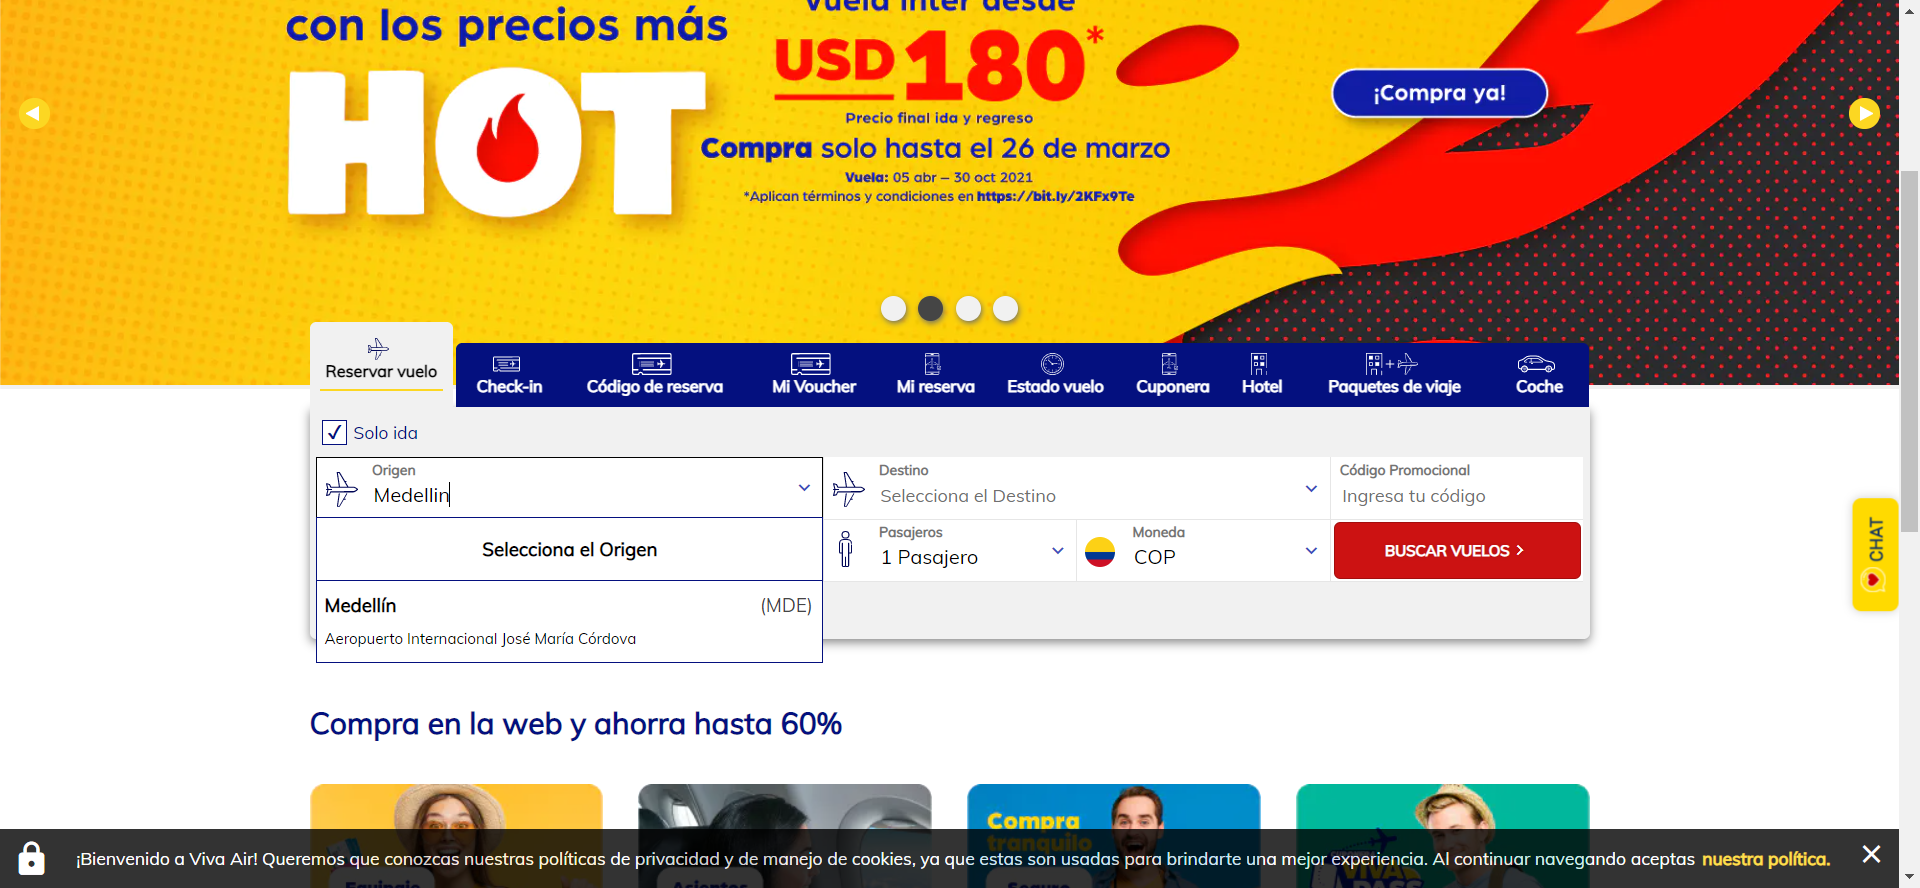 con los precios más
HOT
Vuela inter desde
USD 180*
Precio final ida y regreso
Compra solo hasta el 26 de marzo
Vuela: 05 abr – 30 oct 2021
*Aplican términos y condiciones en https://bit.ly/2KFx9Te
¡Compra ya!
Reservar vuelo
Check-in
Código de reserva
Mi Voucher
Mi reserva
Estado vuelo
Cuponera
Hotel
Paquetes de viaje
Coche
Solo ida
Origen
Medellin
Destino
Selecciona el Destino
Código Promocional
Ingresa tu código
Selecciona el Origen
Pasajeros
1 Pasajero
Moneda
COP
BUSCAR VUELOS
Medellín (MDE)
Aeropuerto Internacional José María Córdova
CHAT
Compra en la web y ahorra hasta 60%
Compra
tranquilo
¡Bienvenido a Viva Air! Queremos que conozcas nuestras políticas de privacidad y de manejo de cookies, ya que estas son usadas para brindarte una mejor experiencia. Al continuar navegando aceptas nuestra política.
Equipaje
Asientos
Seguro
VIVA
PASS